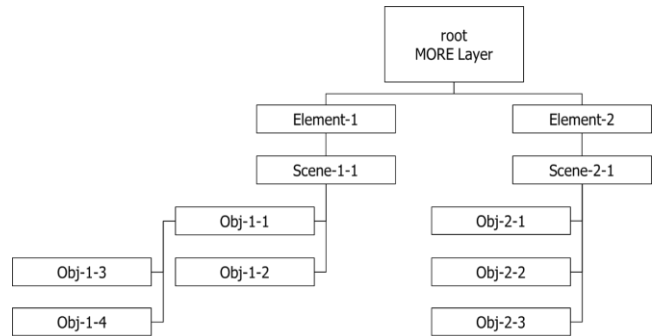 root
MORE Layer
Element-1
Element-2
Scene-1-1
Scene-2-1
Obj-1-1
Obj-2-1
Obj-1-3
Obj-1-2
Obj-2-2
Obj-1-4
Obj-2-3